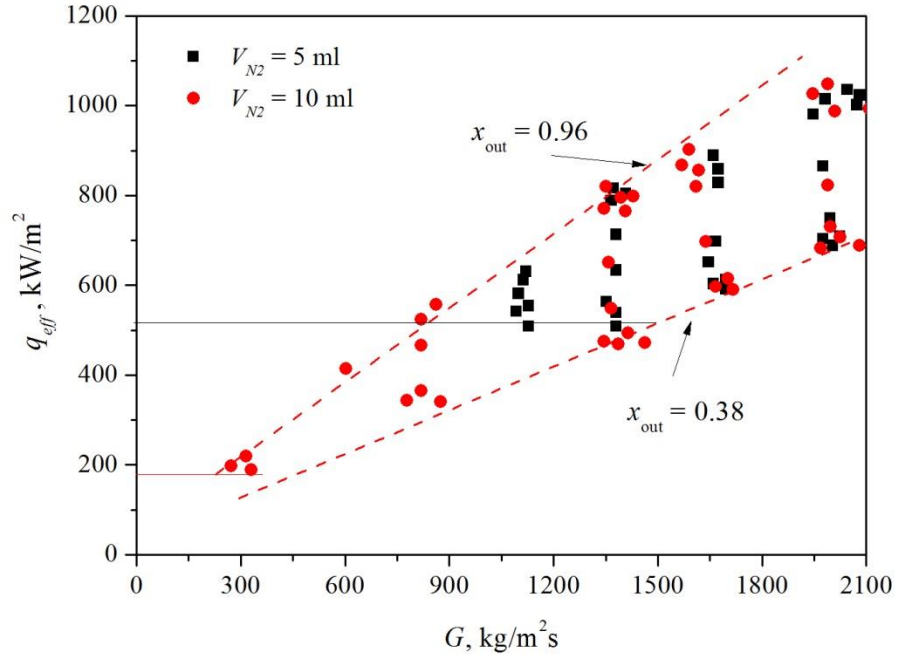 1200
1000
800
600
400
200
0
q_eff, kW/m²
V_N2 = 5 ml
V_N2 = 10 ml
x_out = 0.96
x_out = 0.38
0 300 600 900 1200 1500 1800 2100
G, kg/m²s